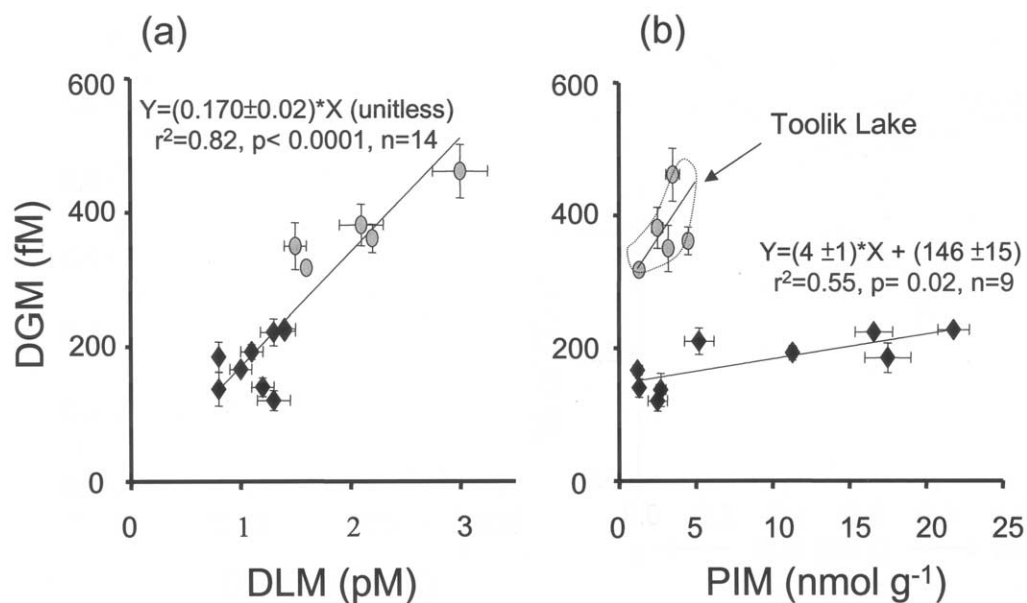 (a)
Y=(0.170±0.02)*X (unitless)
r²=0.82, p< 0.0001, n=14
DGM (fM)
600
400
200
0
0 1 2 3
DLM (pM)
(b)
Toolik Lake
Y=(4 ±1)*X + (146 ±15)
r²=0.55, p= 0.02, n=9
600
400
200
0
0 5 10 15 20 25
PIM (nmol g⁻¹)